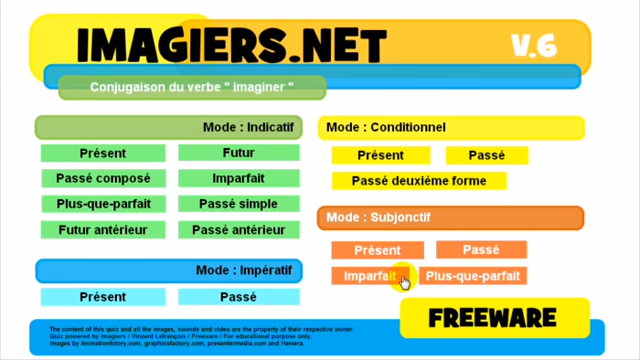 IMAGIERS.NET
V.6
Conjugaison du verbe " imaginer "
Mode : Indicatif
Présent
Futur
Passé composé
Imparfait
Plus-que-parfait
Passé simple
Futur antérieur
Passé antérieur
Mode : Impératif
Présent
Passé
Mode : Conditionnel
Présent
Passé
Passé deuxième forme
Mode : Subjonctif
Présent
Passé
Imparfait
Plus-que-parfait
FREEWARE
The content of this quiz and all the images, sounds and video are the property of their respective owner.
Quiz powered by Imagiers / Vincent Lefrançois / Freeware / For educational purpose only.
Images by Animationfctory.com, graphicsfactory.com, presentermedia.com and Hemera.